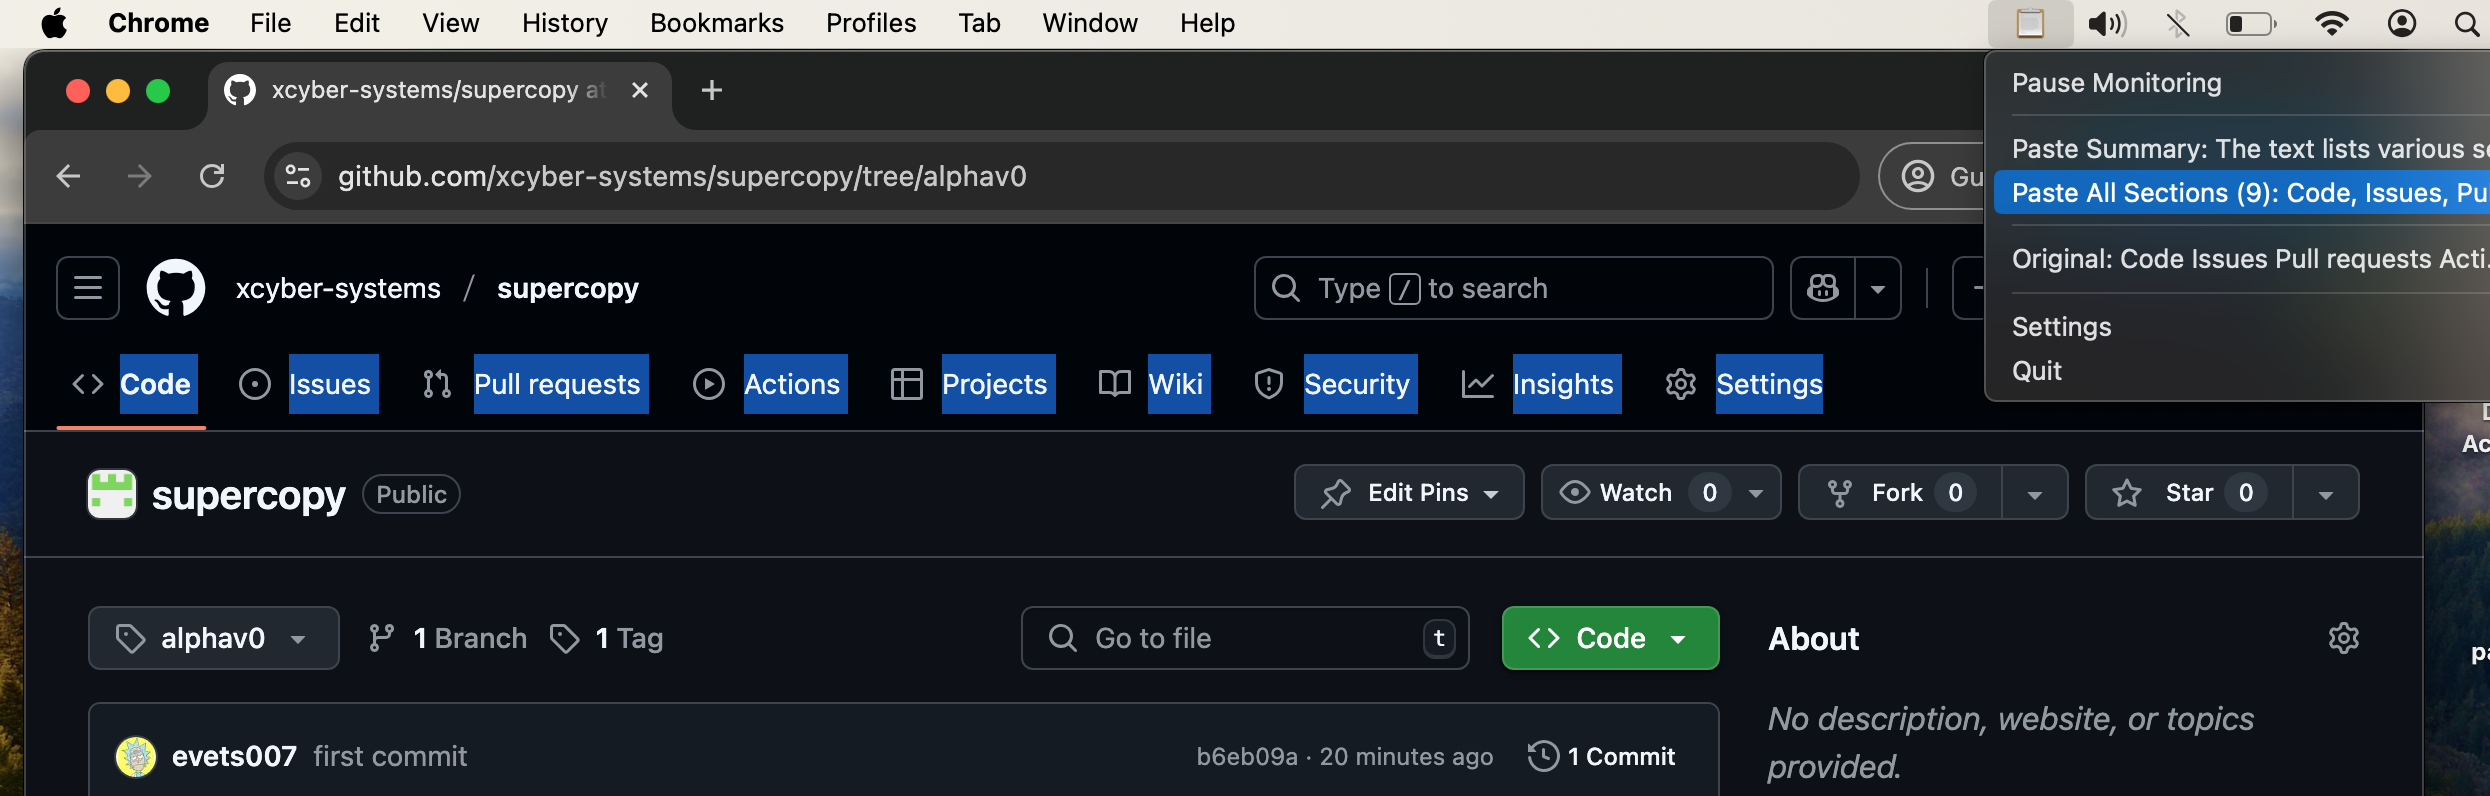 Chrome File Edit View History Bookmarks Profiles Tab Window Help
xcyber-systems/supercopy at
github.com/xcyber-systems/supercopy/tree/alphav0
Gu
Pause Monitoring
Paste Summary: The text lists various se
Paste All Sections (9): Code, Issues, Pu
Original: Code Issues Pull requests Acti.
Settings
Quit
xcyber-systems / supercopy
Type / to search
Code Issues Pull requests Actions Projects Wiki Security Insights Settings
Ac
supercopy Public
Edit Pins Watch 0 Fork 0 Star 0
alphav0 1 Branch 1 Tag
Go to file t
Code
About
pa
No description, website, or topics
provided.
evets007 first commit
b6eb09a · 20 minutes ago 1 Commit